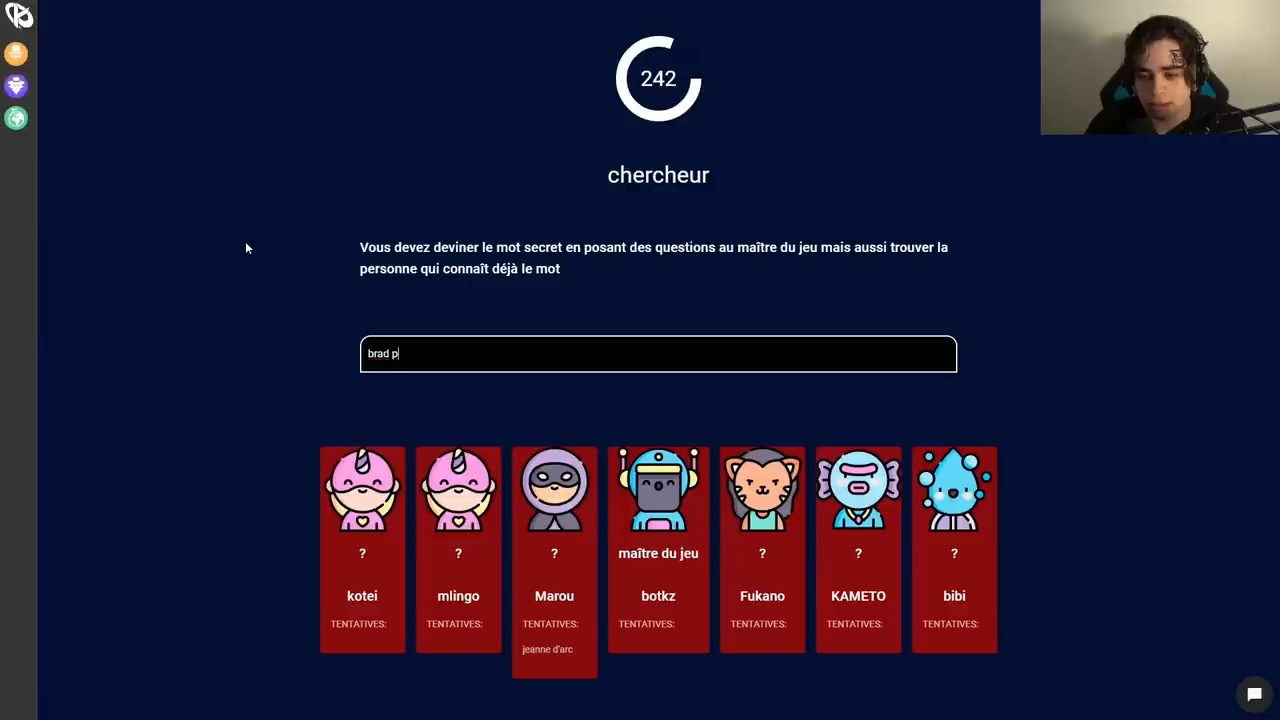 242
chercheur
Vous devez deviner le mot secret en posant des questions au maître du jeu mais aussi trouver la
personne qui connaît déjà le mot
brad p
? ? ? maître du jeu ? ? ?
kotei mlingo Marou botkz Fukano KAMETO bibi
TENTATIVES: TENTATIVES: TENTATIVES: TENTATIVES: TENTATIVES: TENTATIVES: TENTATIVES:
jeanne d'arc